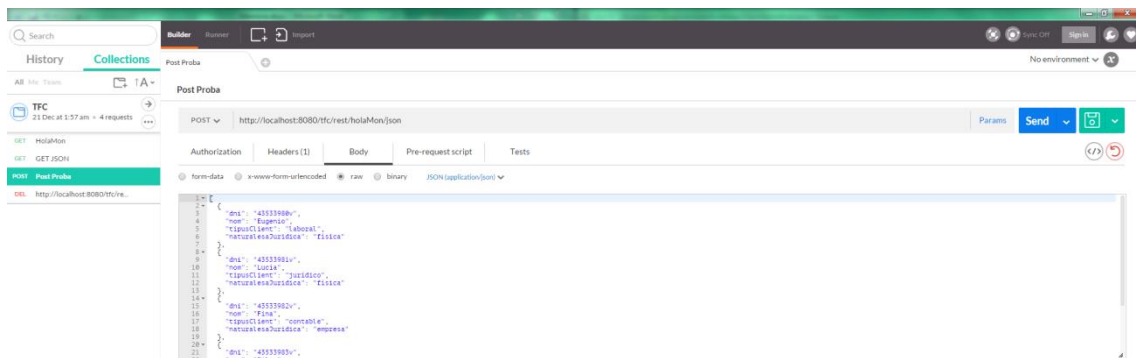 Search
Builder Runner Import Sync Off Sign in
History Collections
Post Proba
No environment
All Me Team
Post Proba
TFC
21 Dec at 1:57 am • 4 requests
POST http://localhost:8080/tfc/rest/holaMon/json Params Send
GET HolaMon
GET GET JSON
POST Post Proba
DEL http://localhost:8080/tfc/re...
Authorization Headers (1) Body Pre-request script Tests
form-data x-www-form-urlencoded raw binary JSON (application/json)
1 [
2 {
3 "dni": "43533980v",
4 "nom": "Eugenio",
5 "tipusClient": "laboral",
6 "naturalesaJuridica": "fisica"
7 },
8 {
9 "dni": "43533981v",
10 "nom": "Lucia",
11 "tipusClient": "juridico",
12 "naturalesaJuridica": "fisica"
13 },
14 {
15 "dni": "43533982v",
16 "nom": "Fina",
17 "tipusClient": "contable",
18 "naturalesaJuridica": "empresa"
19 },
20 {
21 "dni": "43533983v",